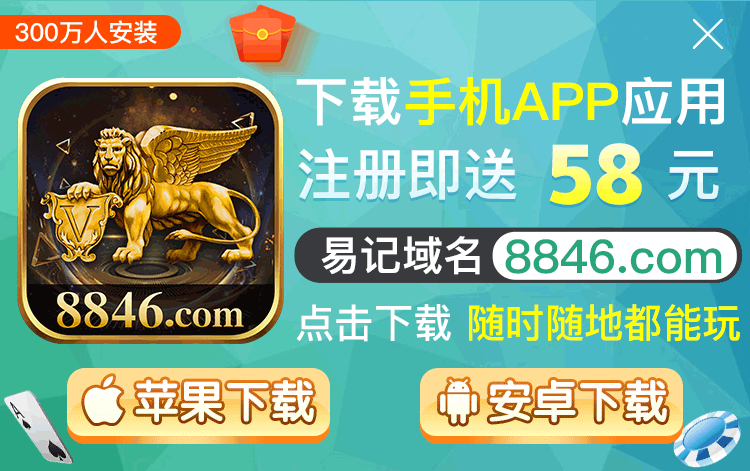 300万人安装
下载手机APP应用
注册即送 58 元
易记域名 8846.com
点击下载 随时随地都能玩
V
8846.com
苹果下载
安卓下载
A